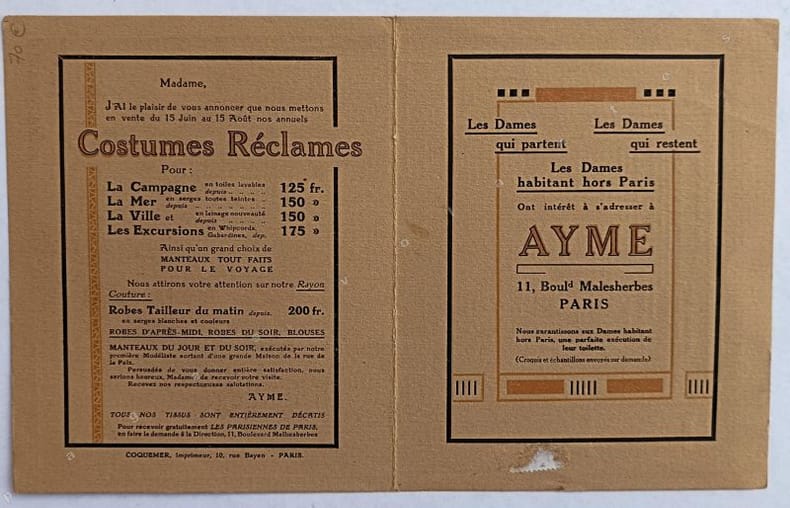 70 €
Madame,
J'AI le plaisir de vous annoncer que nous mettons
en vente du 15 Juin au 15 Août nos annuels
Costumes Réclames
Pour :
La Campagne en toiles lavables depuis .. .. .. .. 125 fr.
La Mer en serges toutes teintes depuis .. .. .. .. 150 »
La Ville et en lainage nouveauté depuis .. .. .. .. 150 »
Les Excursions en Whipcords, Gabardines, dep. 175 »
Ainsi qu'un grand choix de
MANTEAUX TOUT FAITS
POUR LE VOYAGE
Nous attirons votre attention sur notre Rayon
Couture :
Robes Tailleur du matin depuis. 200 fr.
en serges blanches et couleurs
ROBES D'APRÈS-MIDI, ROBES DU SOIR, BLOUSES
MANTEAUX DU JOUR ET DU SOIR, exécutés par notre
première Modéliste sortant d'une grande Maison de la rue de
la Paix.
Persuadés de vous donner entière satisfaction, nous
serions heureux, Madame de recevoir votre visite.
Recevez nos respectueuses salutations.
AYME.
TOUS NOS TISSUS SONT ENTIÈREMENT DÉCATIS
Pour recevoir gratuitement LES PARISIENNES DE PARIS,
en faire la demande à la Direction, 11, Boulevard Malhesherbes
COQUEMER, Imprimeur, 10, rue Bayen - PARIS.
Les Dames
qui partent
Les Dames
qui restent
Les Dames
habitant hors Paris
Ont intérêt à s'adresser à
AYME
11, Bould Malesherbes
PARIS
Nous garantissons aux Dames habitant
hors Paris, une parfaite exécution de
leur toilette.
(Croquis et échantillons envoyés sur demande)